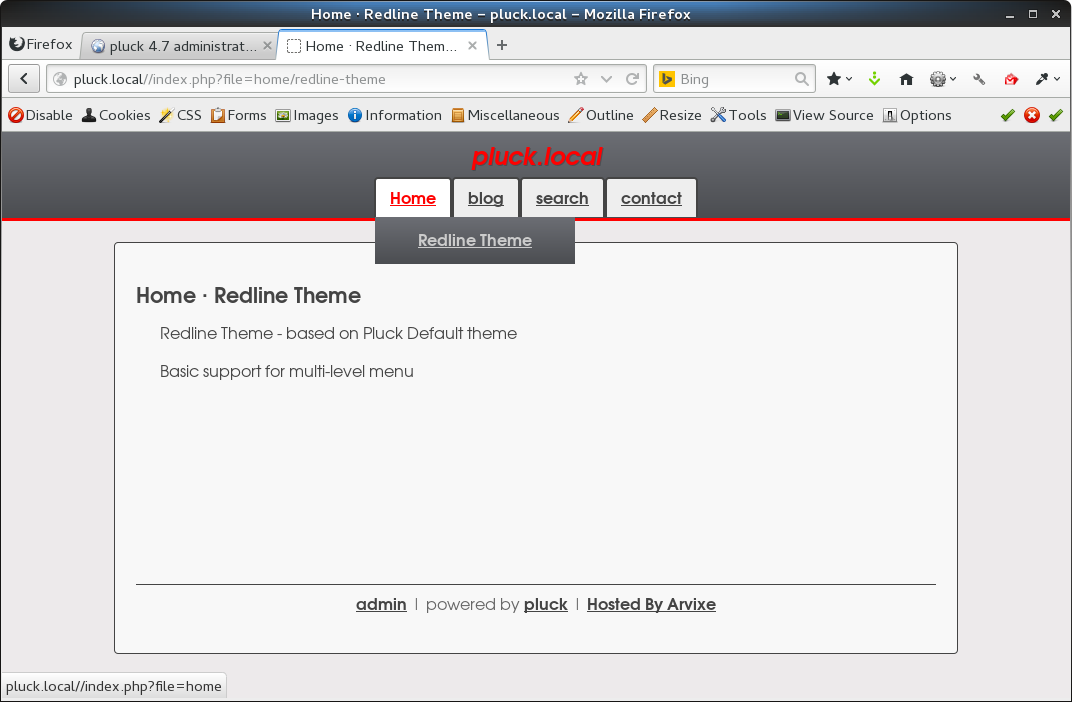 Home · Redline Theme – pluck.local – Mozilla Firefox
Firefox
pluck 4.7 administrat...
Home · Redline Them...
pluck.local//index.php?file=home/redline-theme
Bing
Disable Cookies CSS Forms Images Information Miscellaneous Outline Resize Tools View Source Options
pluck.local
Home blog search contact
Redline Theme
Home · Redline Theme
Redline Theme - based on Pluck Default theme
Basic support for multi-level menu
admin | powered by pluck | Hosted By Arvixe
pluck.local//index.php?file=home